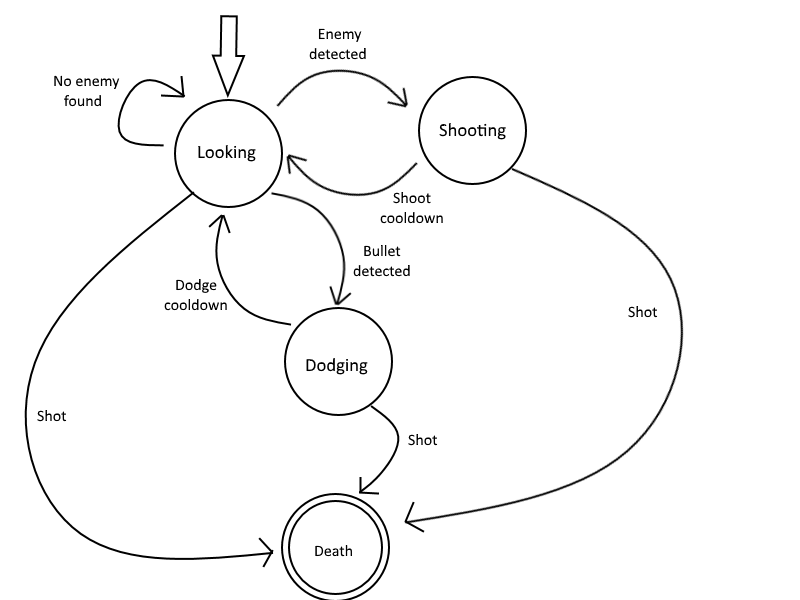 Enemy
detected
No enemy
found
Looking
Shooting
Shoot
cooldown
Bullet
detected
Dodge
cooldown
Shot
Dodging
Shot
Shot
Death